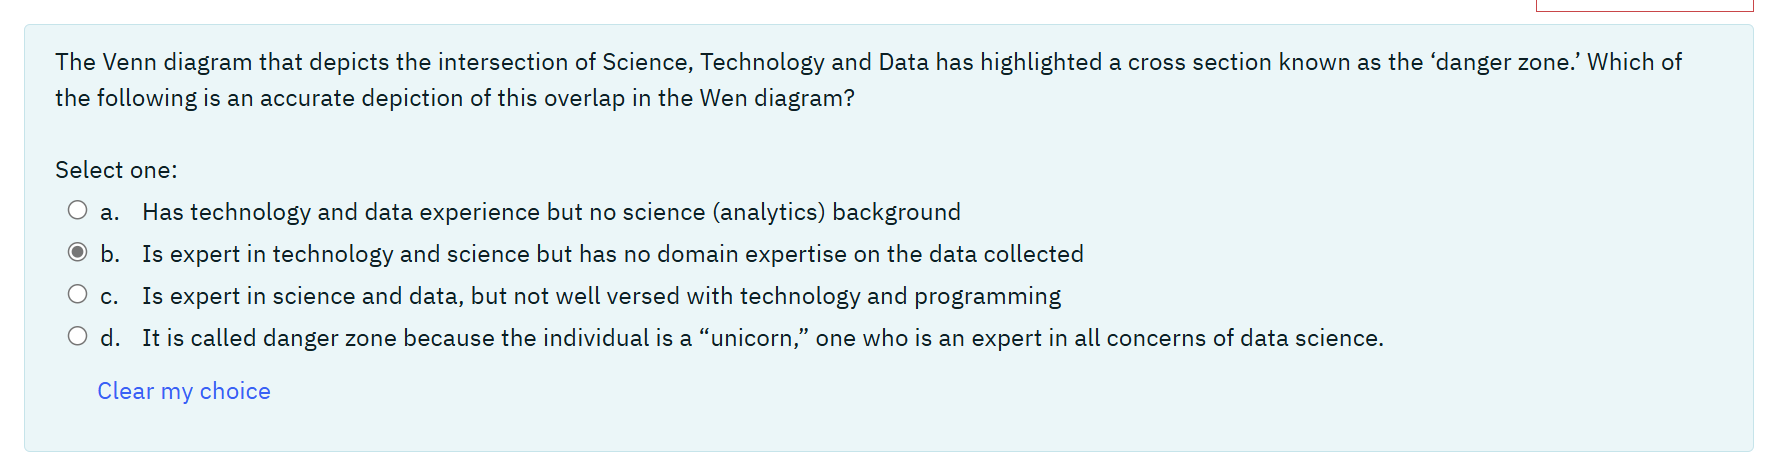 The Venn diagram that depicts the intersection of Science, Technology and Data has highlighted a cross section known as the ‘danger zone.’ Which of
the following is an accurate depiction of this overlap in the Wen diagram?
Select one:
a. Has technology and data experience but no science (analytics) background
b. Is expert in technology and science but has no domain expertise on the data collected
c. Is expert in science and data, but not well versed with technology and programming
d. It is called danger zone because the individual is a “unicorn,” one who is an expert in all concerns of data science.
Clear my choice